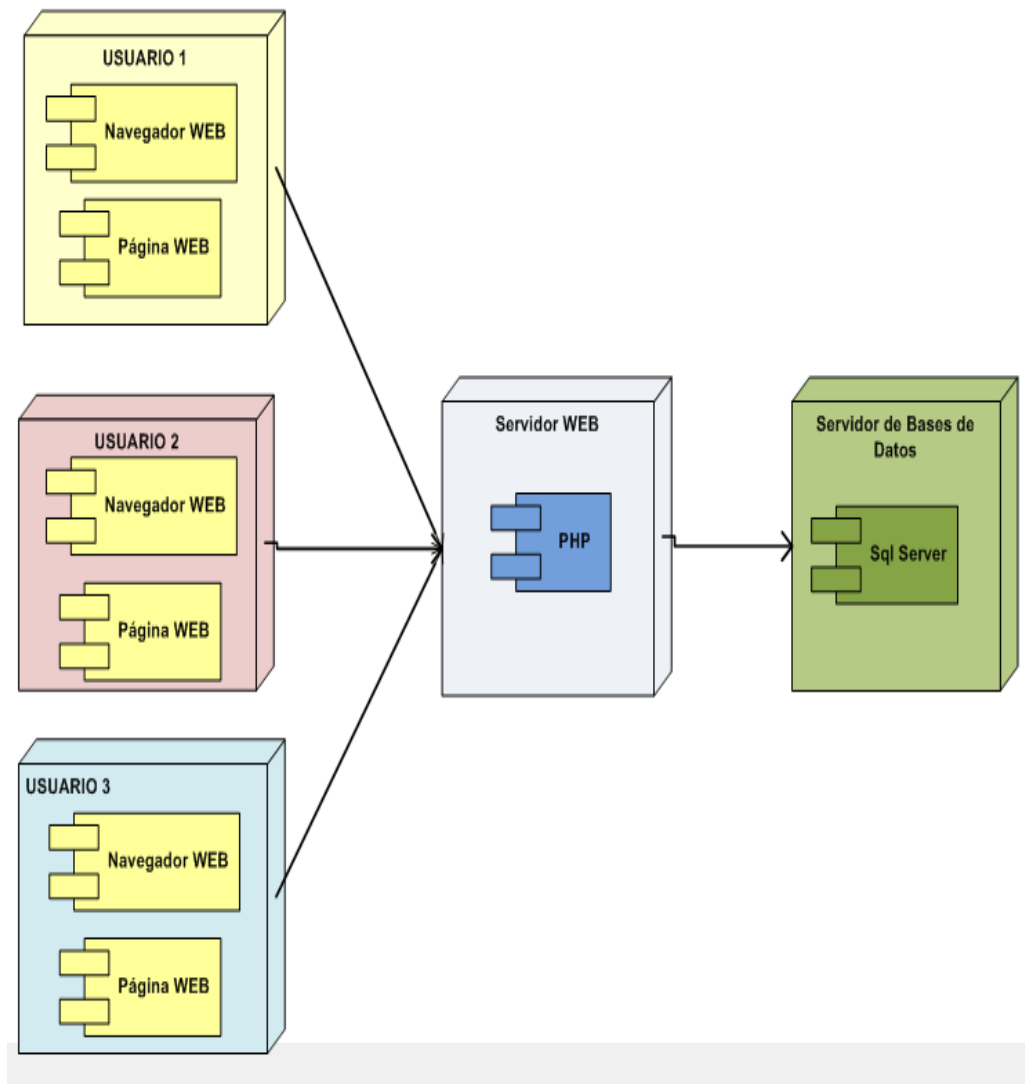 USUARIO 1
Navegador WEB
Página WEB
USUARIO 2
Navegador WEB
Página WEB
USUARIO 3
Navegador WEB
Página WEB
Servidor WEB
PHP
Servidor de Bases de
Datos
Sql Server